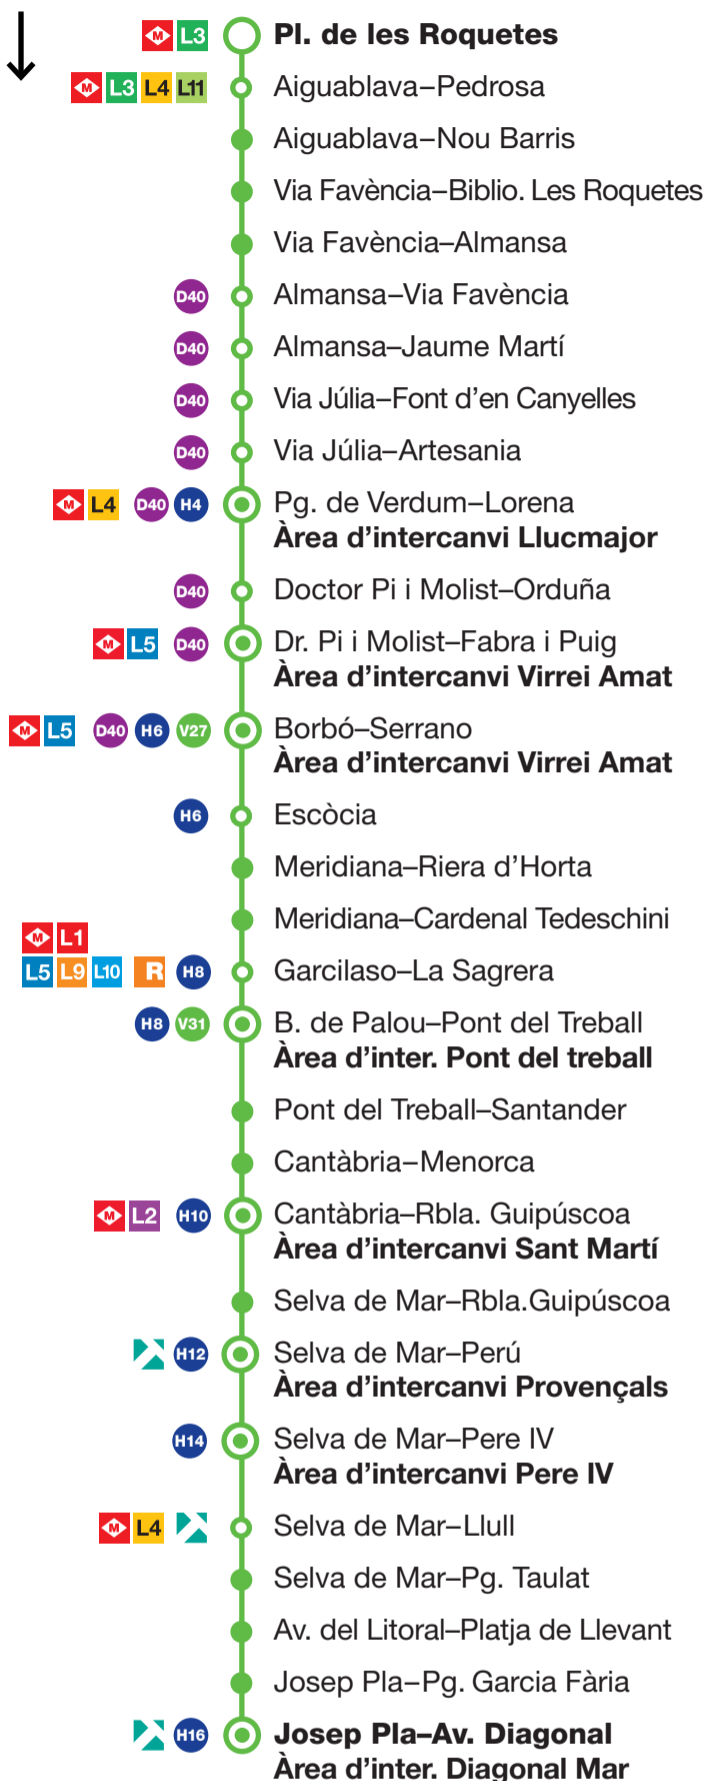 M L3 Pl. de les Roquetes
M L3 L4 L11 Aiguablava–Pedrosa
Aiguablava–Nou Barris
Via Favència–Biblio. Les Roquetes
Via Favència–Almansa
D40 Almansa–Via Favència
D40 Almansa–Jaume Martí
D40 Via Júlia–Font d’en Canyelles
D40 Via Júlia–Artesania
M L4 D40 H4 Pg. de Verdum–Lorena
Àrea d’intercanvi Llucmajor
D40 Doctor Pi i Molist–Orduña
M L5 D40 Dr. Pi i Molist–Fabra i Puig
Àrea d’intercanvi Virrei Amat
M L5 D40 H6 V27 Borbó–Serrano
Àrea d’intercanvi Virrei Amat
H6 Escòcia
Meridiana–Riera d’Horta
Meridiana–Cardenal Tedeschini
M L1
L5 L9 L10 R H8 Garcilaso–La Sagrera
H8 V31 B. de Palou–Pont del Treball
Àrea d’inter. Pont del treball
Pont del Treball–Santander
Cantàbria–Menorca
M L2 H10 Cantàbria–Rbla. Guipúscoa
Àrea d’intercanvi Sant Martí
Selva de Mar–Rbla.Guipúscoa
H12 Selva de Mar–Perú
Àrea d’intercanvi Provençals
H14 Selva de Mar–Pere IV
Àrea d’intercanvi Pere IV
M L4 Selva de Mar–Llull
Selva de Mar–Pg. Taulat
Av. del Litoral–Platja de Llevant
Josep Pla–Pg. Garcia Fària
H16 Josep Pla–Av. Diagonal
Àrea d’inter. Diagonal Mar